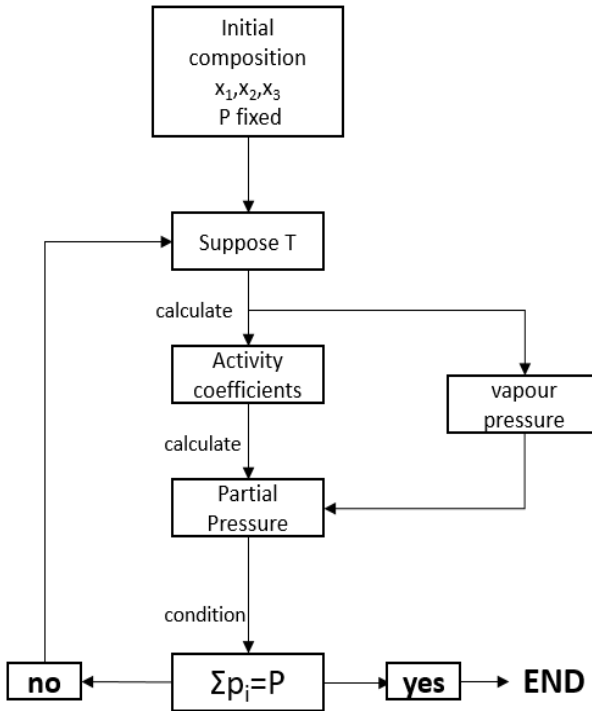 Initial
composition
x₁,x₂,x₃
P fixed
Suppose T
calculate
Activity
coefficients
vapour
pressure
calculate
Partial
Pressure
condition
no
Σpᵢ=P
yes
END